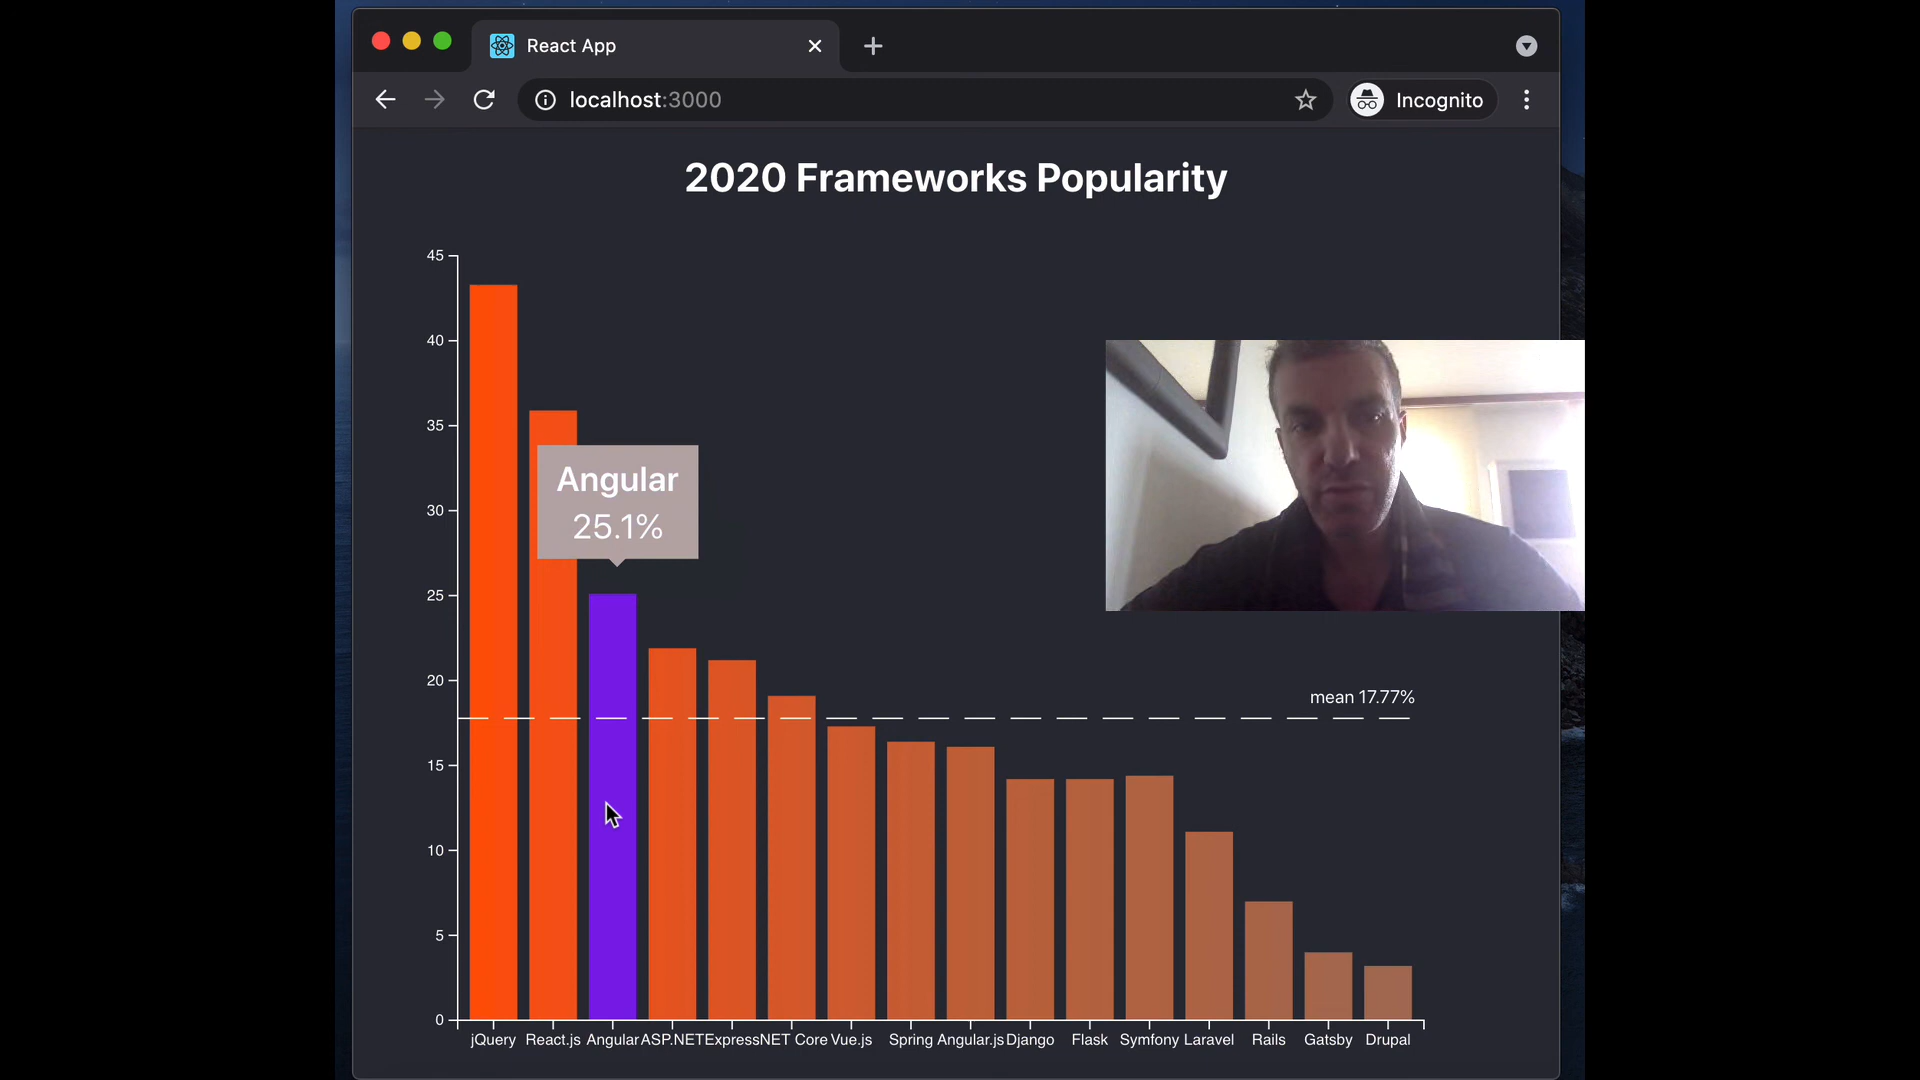 React App
localhost:3000
Incognito
2020 Frameworks Popularity
45
40
35
30
25
20
15
10
5
0
Angular
25.1%
mean 17.77%
jQuery React.js Angular ASP.NET Express NET Core Vue.js Spring Angular.js Django Flask Symfony Laravel Rails Gatsby Drupal